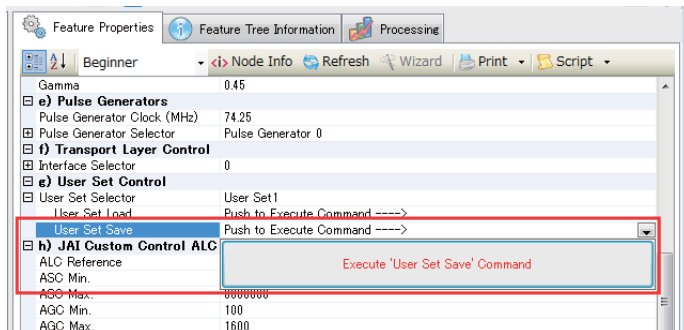 Feature Properties Feature Tree Information Processing
Beginner <i> Node Info Refresh Wizard Print Script
Gamma 0.45
e) Pulse Generators
Pulse Generator Clock (MHz) 74.25
Pulse Generator Selector Pulse Generator 0
f) Transport Layer Control
Interface Selector 0
g) User Set Control
User Set Selector User Set1
User Set Load Push to Execute Command ---->
User Set Save Push to Execute Command ---->
h) JAI Custom Control ALC
ALC Reference
Execute 'User Set Save' Command
ASC Min.
ASC Max.
AGC Min. 100
AGC Max. 1600